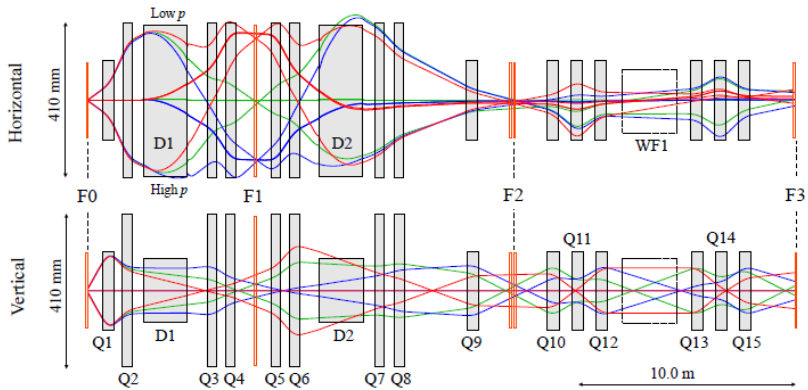 Low p
Horizontal
410 mm
D1
D2
WF1
High p
F0
F1
F2
F3
Vertical
410 mm
Q11
Q14
Q1
D1
D2
Q9
Q10
Q12
Q13
Q15
Q2
Q3
Q4
Q5
Q6
Q7
Q8
10.0 m